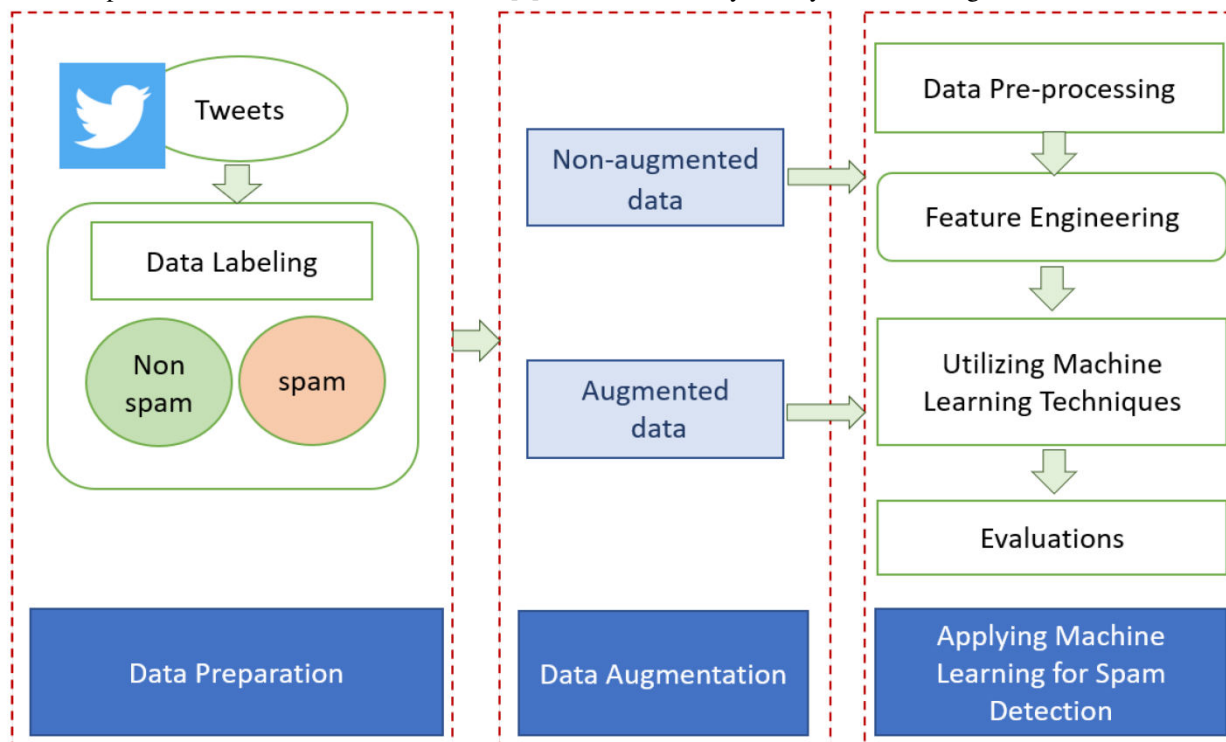 Tweets
Data Labeling
Non
spam
spam
Data Preparation
Non-augmented
data
Augmented
data
Data Augmentation
Data Pre-processing
Feature Engineering
Utilizing Machine
Learning Techniques
Evaluations
Applying Machine
Learning for Spam
Detection